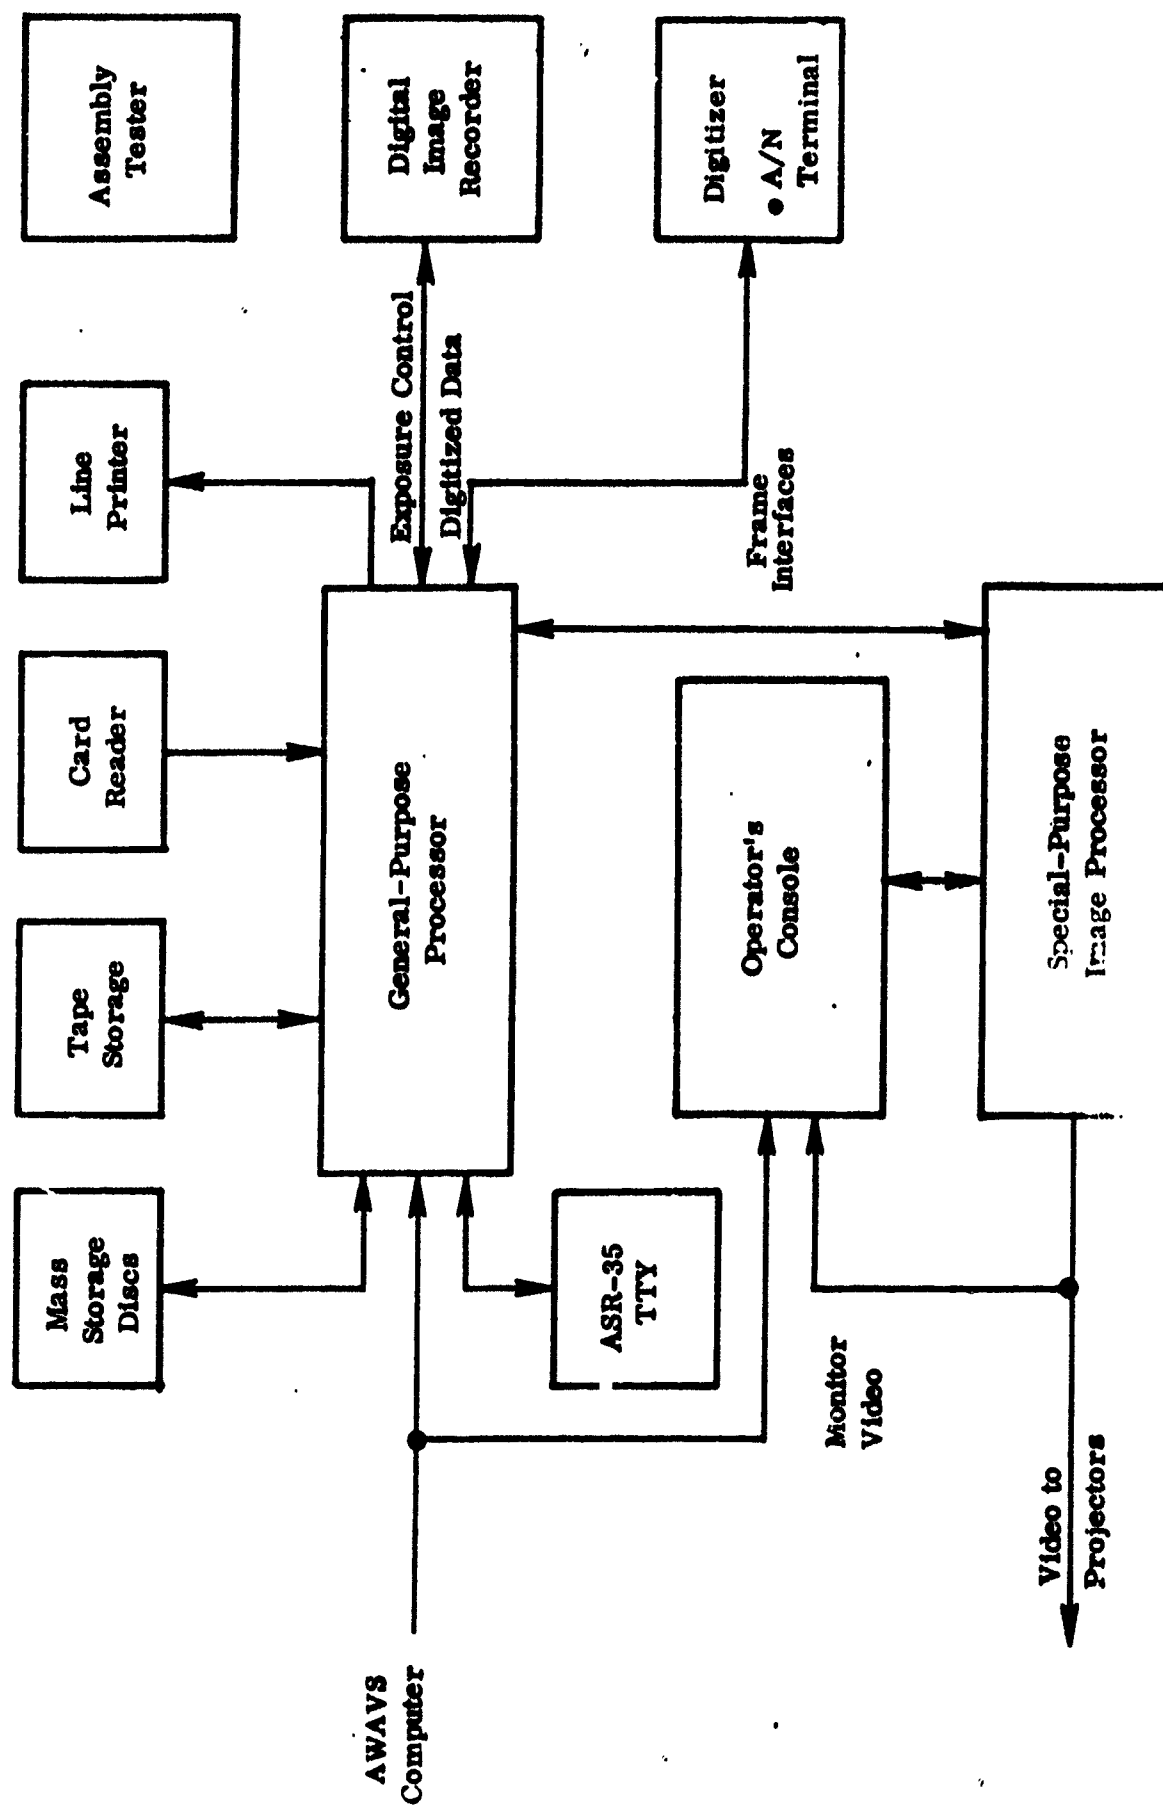 Mass
Storage
Discs
Tape
Storage
Card
Reader
Line
Printer
Assembly
Tester
AWAVS
Computer
General-Purpose
Processor
Exposure Control
Digitized Data
Digital
Image
Recorder
ASR-35
TTY
Operator's
Console
Frame
Interfaces
Digitizer
● A/N
Terminal
Monitor
Video
Video to
Projectors
Special-Purpose
Image Processor